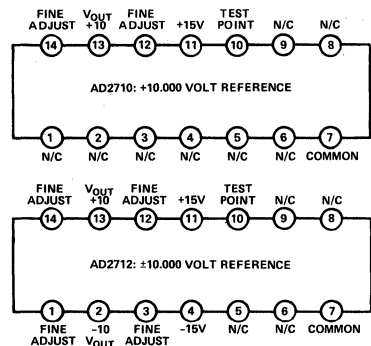 FINE VOUT FINE TEST
ADJUST +10 ADJUST +15V POINT N/C N/C
14 13 12 11 10 9 8
AD2710: +10.000 VOLT REFERENCE
1 2 3 4 5 6 7
N/C N/C N/C N/C N/C N/C COMMON
FINE VOUT FINE TEST
ADJUST +10 ADJUST +15V POINT N/C N/C
14 13 12 11 10 9 8
AD2712: ±10.000 VOLT REFERENCE
1 2 3 4 5 6 7
FINE -10 FINE -15V N/C N/C COMMON
ADJUST VOUT ADJUST